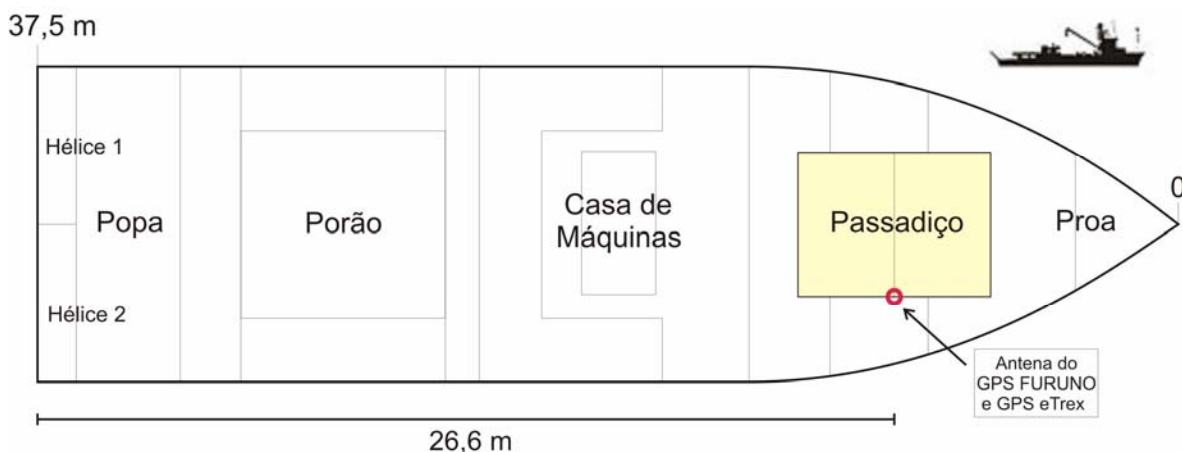 37,5 m
Hélice 1
Popa
Porão
Casa de
Máquinas
Passadiço
Proa
0
Hélice 2
Antena do
GPS FURUNO
e GPS eTrex
26,6 m